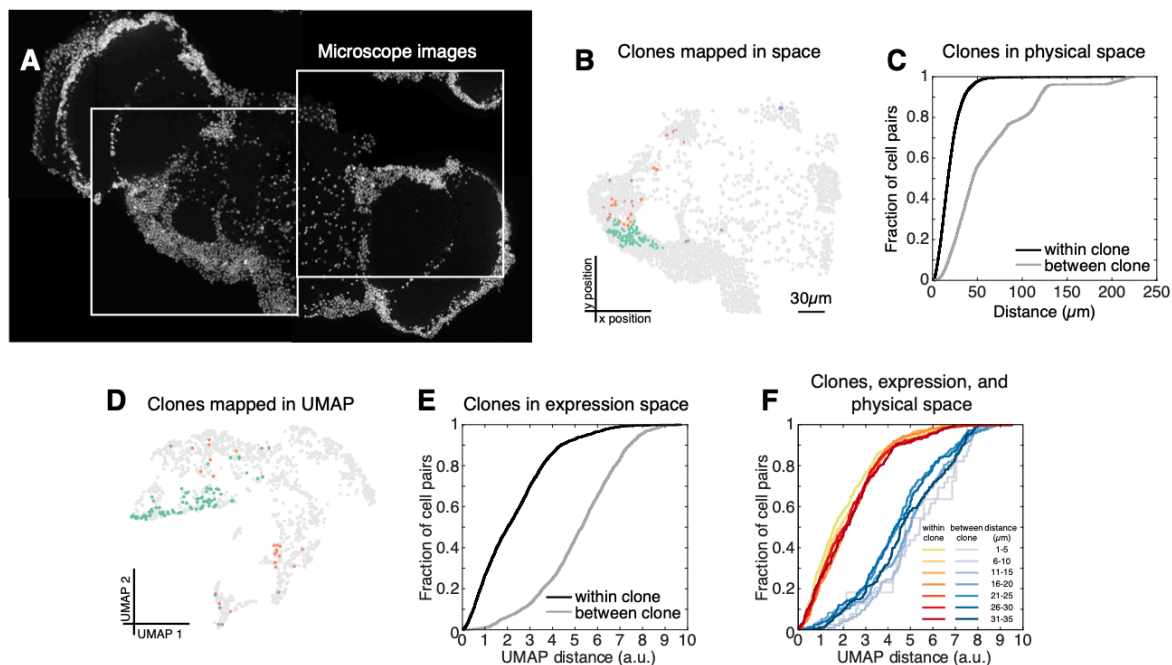 A
Microscope images
B
Clones mapped in space
y position
x position
30µm
C
Clones in physical space
Fraction of cell pairs
1
0.8
0.6
0.4
0.2
0
within clone
between clone
0 50 100 150 200 250
Distance (µm)
D
Clones mapped in UMAP
UMAP 2
UMAP 1
E
Clones in expression space
Fraction of cell pairs
1
0.8
0.6
0.4
0.2
0
within clone
between clone
0 1 2 3 4 5 6 7 8 9 10
UMAP distance (a.u.)
F
Clones, expression, and
physical space
Fraction of cell pairs
1
0.8
0.6
0.4
0.2
0
within between distance
clone clone (µm)
1-5
6-10
11-15
16-20
21-25
26-30
31-35
0 1 2 3 4 5 6 7 8 9 10
UMAP distance (a.u.)